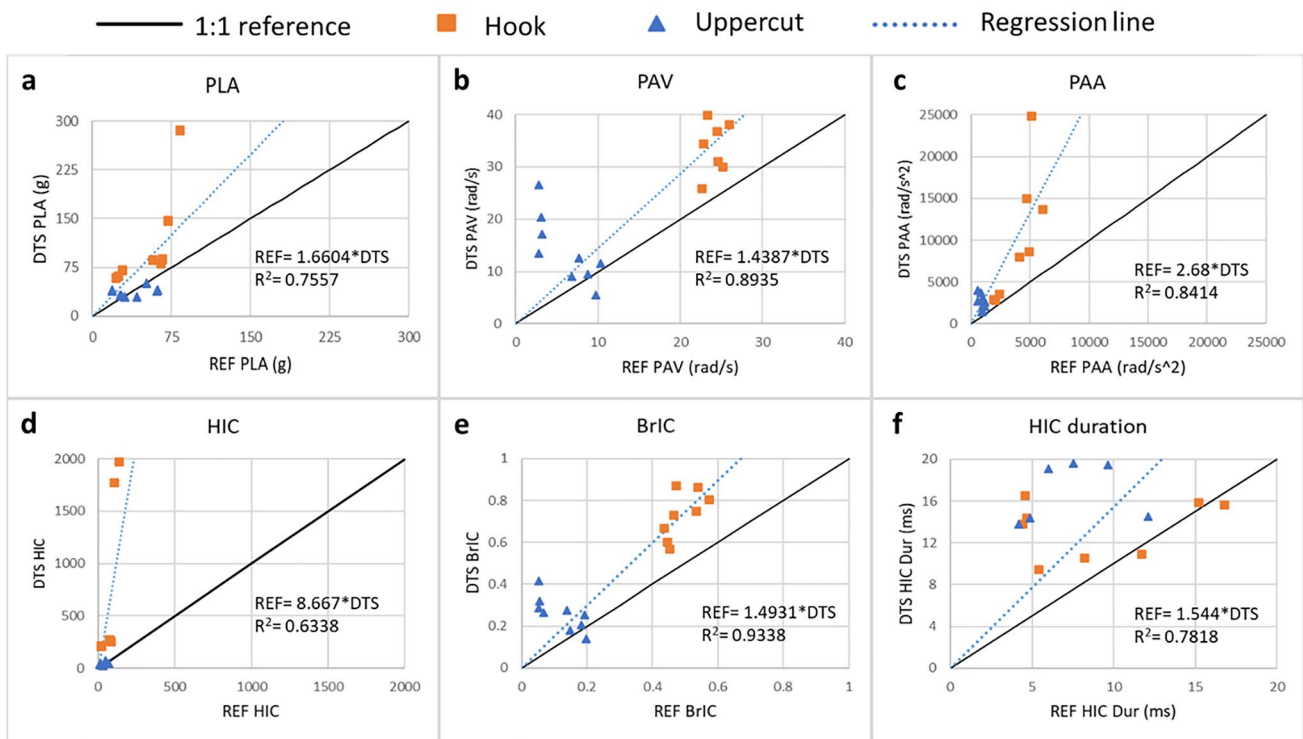 1:1 reference Hook Uppercut Regression line
a PLA
300
225
150
75
0
0 75 150 225 300
DTS PLA (g)
REF PLA (g)
REF= 1.6604*DTS
R²= 0.7557
b PAV
40
30
20
10
0
0 10 20 30 40
DTS PAV (rad/s)
REF PAV (rad/s)
REF= 1.4387*DTS
R²= 0.8935
c PAA
25000
20000
15000
10000
5000
0
0 5000 10000 15000 20000 25000
DTS PAA (rad/s^2)
REF PAA (rad/s^2)
REF= 2.68*DTS
R²= 0.8414
d HIC
2000
1500
1000
500
0
0 500 1000 1500 2000
DTS HIC
REF HIC
REF= 8.667*DTS
R²= 0.6338
e BrIC
1
0.8
0.6
0.4
0.2
0
0 0.2 0.4 0.6 0.8 1
DTS BrIC
REF BrIC
REF= 1.4931*DTS
R²= 0.9338
f HIC duration
20
16
12
8
4
0
0 5 10 15 20
DTS HIC Dur (ms)
REF HIC Dur (ms)
REF= 1.544*DTS
R²= 0.7818